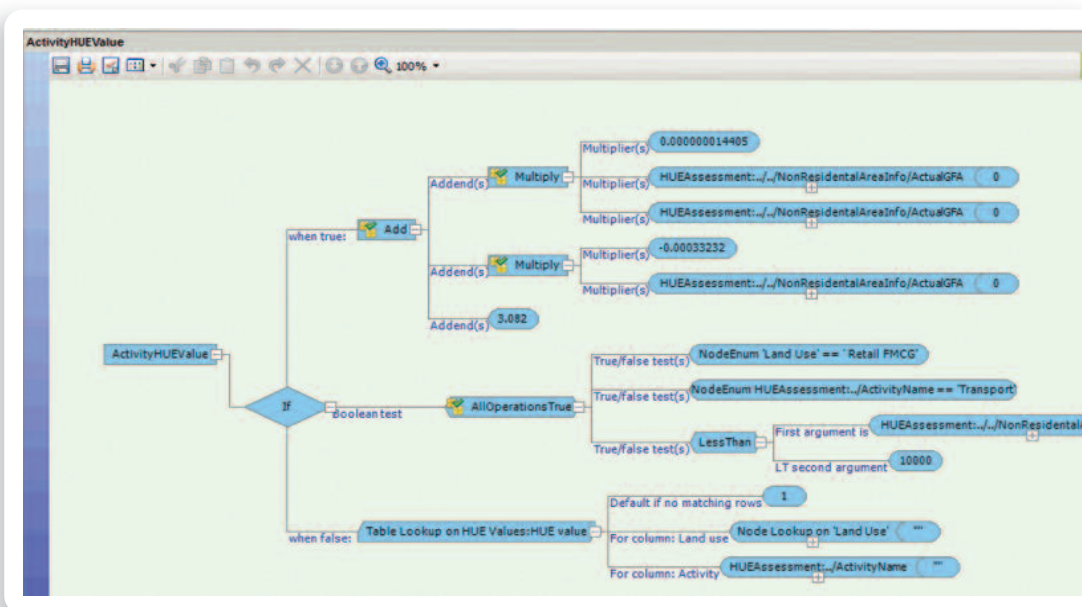 ActivityHUEValue
100%
Multiplier(s) 0.000000014405
Addend(s) Multiply Multiplier(s) HUEAssessment:../../NonResidentalAreaInfo/ActualGFA 0
Multiplier(s) HUEAssessment:../../NonResidentalAreaInfo/ActualGFA 0
when true: Add
Multiplier(s) -0.00033232
Addend(s) Multiply
Multiplier(s) HUEAssessment:../../NonResidentalAreaInfo/ActualGFA 0
Addend(s) 3.082
ActivityHUEValue
True/false test(s) NodeEnum 'Land Use' == `Retail FMCG'
If Boolean test AllOperationsTrue True/false test(s) NodeEnum HUEAssessment:../ActivityName == 'Transport'
True/false test(s) LessThan First argument is HUEAssessment:../../NonResidental
LT second argument 10000
Default if no matching rows 1
when false: Table Lookup on HUE Values:HUE value For column: Land use Node Lookup on 'Land Use' ""
For column: Activity HUEAssessment:../ActivityName ""